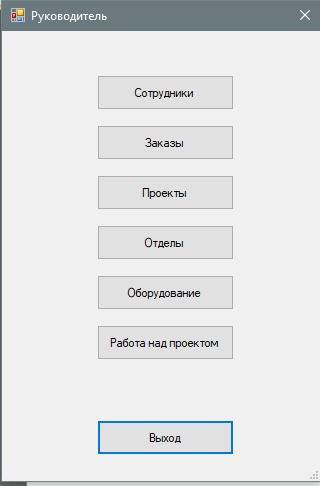 Руководитель
Сотрудники
Заказы
Проекты
Отделы
Оборудование
Работа над проектом
Выход